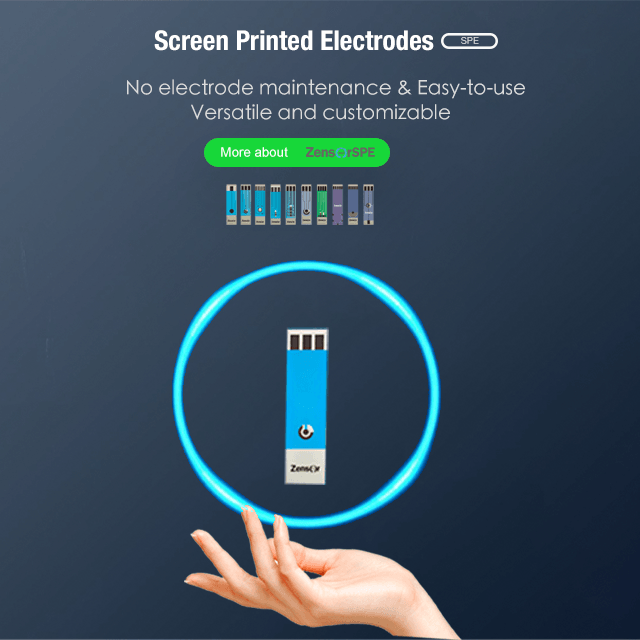 Screen Printed Electrodes SPE
No electrode maintenance & Easy-to-use
Versatile and customizable
More about ZensorSPE
Zensor